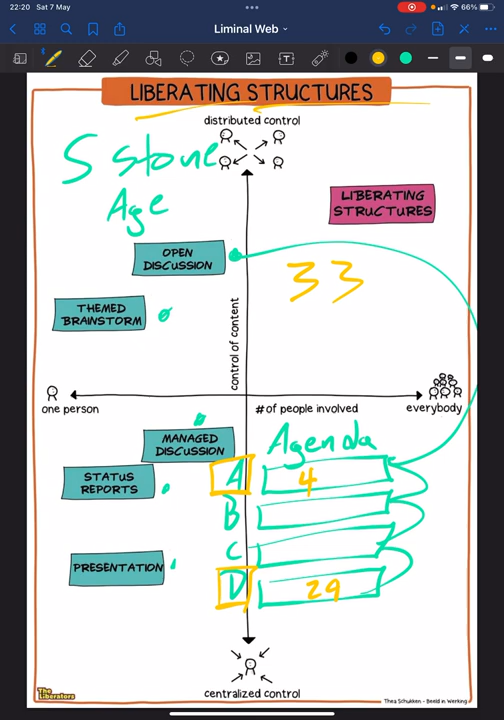 22:20 Sat 7 May
66%
Liminal Web
LIBERATING STRUCTURES
distributed control
5 stone
Age
LIBERATING
STRUCTURES
OPEN
DISCUSSION
33
THEMED
BRAINSTORM
control of content
one person
# of people involved
everybody
MANAGED
DISCUSSION
Agenda
STATUS
REPORTS
A 4
B
C
PRESENTATION
D 29
The
Liberators
centralized control
Thea Schukken - Beeld in Werking